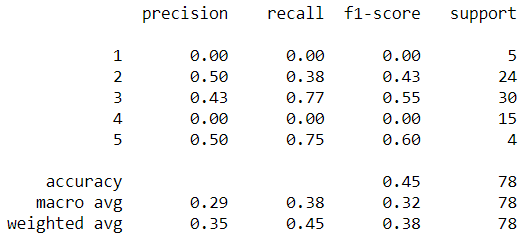 precision recall f1-score support
1 0.00 0.00 0.00 5
2 0.50 0.38 0.43 24
3 0.43 0.77 0.55 30
4 0.00 0.00 0.00 15
5 0.50 0.75 0.60 4
accuracy 0.45 78
macro avg 0.29 0.38 0.32 78
weighted avg 0.35 0.45 0.38 78